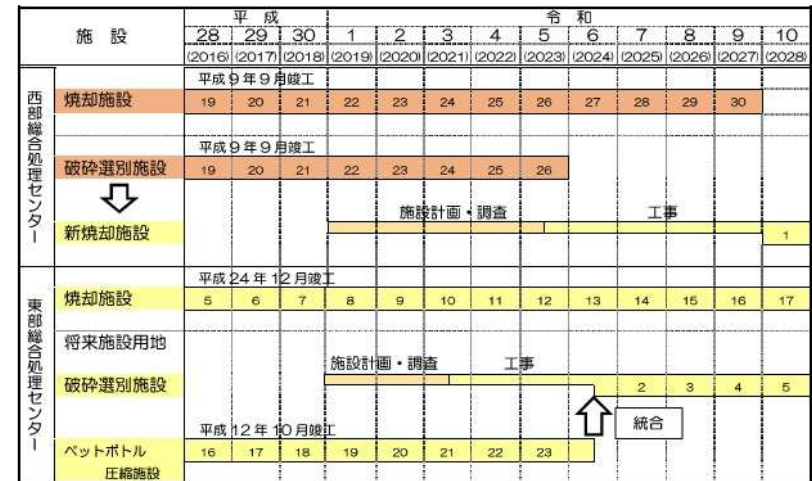 施 設
平 成
令 和
28 29 30 1 2 3 4 5 6 7 8 9 10
(2016) (2017) (2018) (2019) (2020) (2021) (2022) (2023) (2024) (2025) (2026) (2027) (2028)
西部総合処理センター
平成9年9月竣工
焼却施設 19 20 21 22 23 24 25 26 27 28 29 30
平成9年9月竣工
破砕選別施設 19 20 21 22 23 24 25 26
施設計画・調査 工事
新焼却施設 1
東部総合処理センター
平成24年12月竣工
焼却施設 5 6 7 8 9 10 11 12 13 14 15 16 17
将来施設用地
施設計画・調査 工事
破砕選別施設 2 3 4 5
統合
平成12年10月竣工
ペットボトル 16 17 18 19 20 21 22 23
圧縮施設